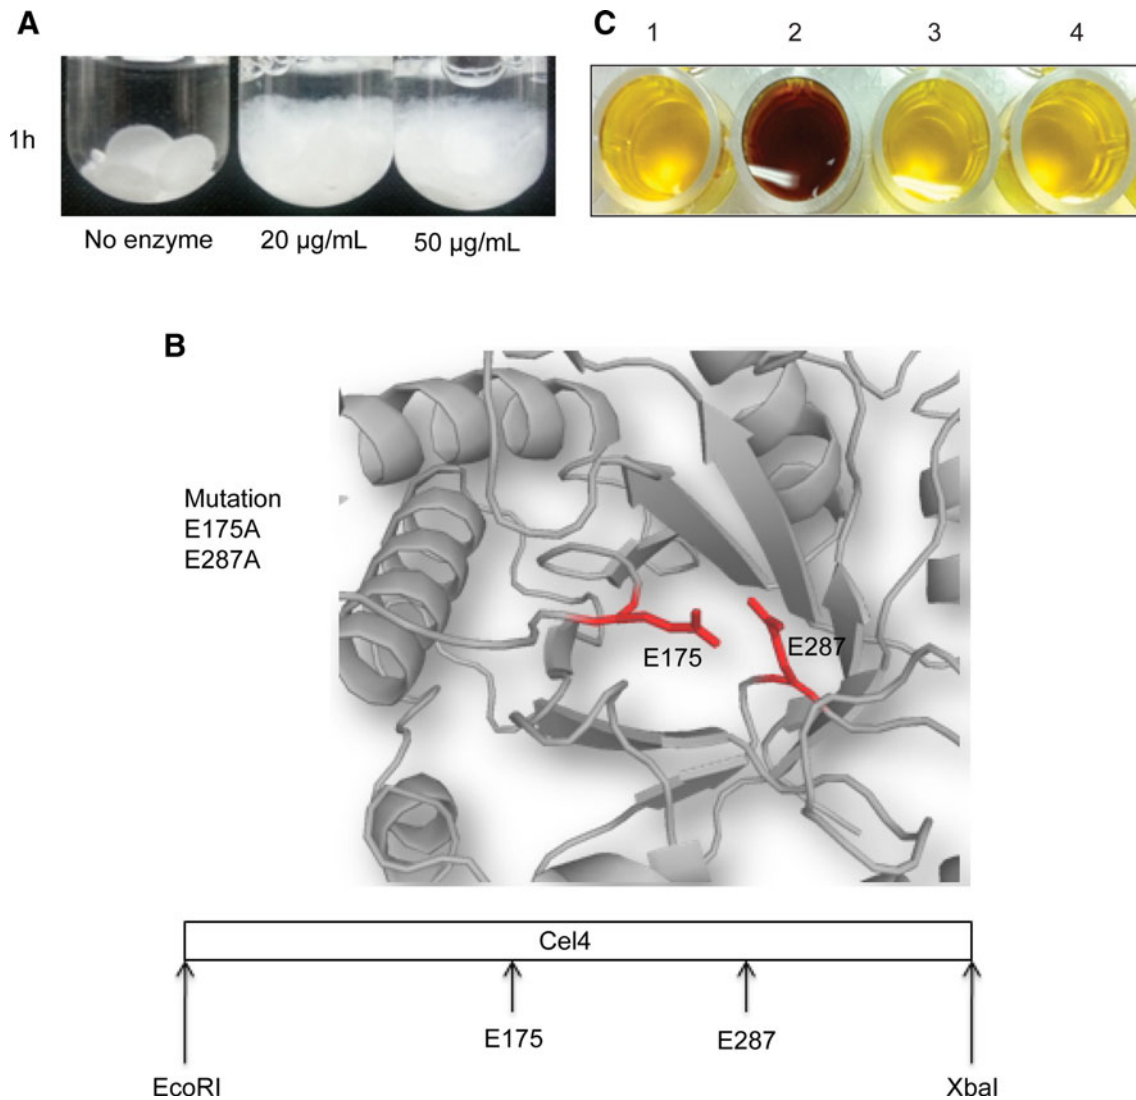 A
1h
No enzyme 20 µg/mL 50 µg/mL
C
1 2 3 4
B
Mutation
E175A
E287A
E175
E287
Cel4
E175
E287
EcoRI
XbaI